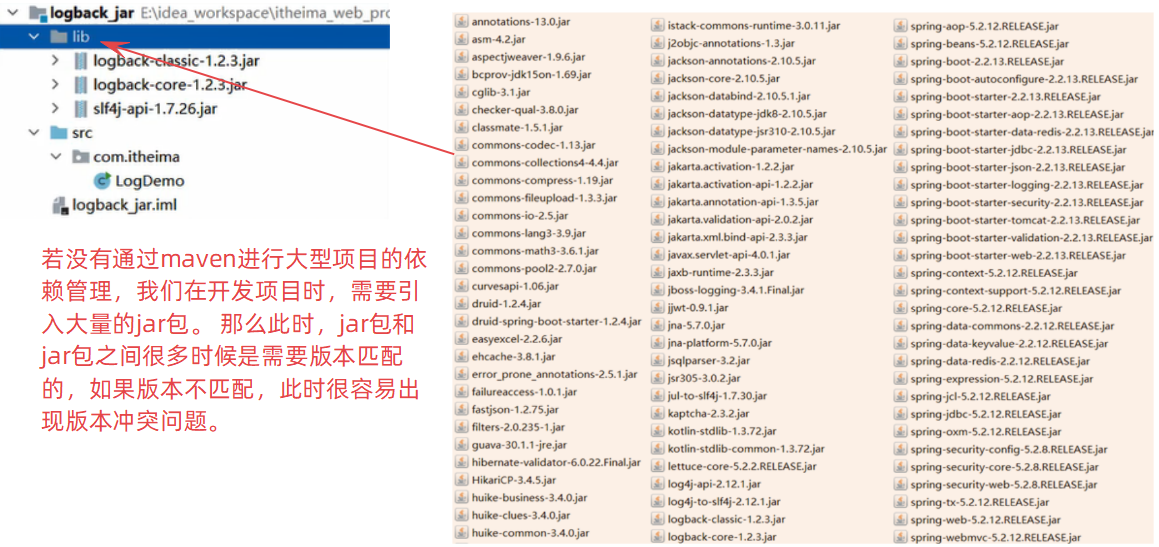 logback_jar E:\idea_workspace\itheima_web_pro
lib
logback-classic-1.2.3.jar
logback-core-1.2.3.jar
slf4j-api-1.7.26.jar
src
com.itheima
LogDemo
logback_jar.iml
若没有通过maven进行大型项目的依
赖管理，我们在开发项目时，需要引
入大量的jar包。 那么此时，jar包和
jar包之间很多时候是需要版本匹配
的，如果版本不匹配，此时很容易出
现版本冲突问题。
annotations-13.0.jar
asm-4.2.jar
aspectjweaver-1.9.6.jar
bcprov-jdk15on-1.69.jar
cglib-3.1.jar
checker-qual-3.8.0.jar
classmate-1.5.1.jar
commons-codec-1.13.jar
commons-collections4-4.4.jar
commons-compress-1.19.jar
commons-fileupload-1.3.3.jar
commons-io-2.5.jar
commons-lang3-3.9.jar
commons-math3-3.6.1.jar
commons-pool2-2.7.0.jar
curvesapi-1.06.jar
druid-1.2.4.jar
druid-spring-boot-starter-1.2.4.jar
easyexcel-2.2.6.jar
ehcache-3.8.1.jar
error_prone_annotations-2.5.1.jar
failureaccess-1.0.1.jar
fastjson-1.2.75.jar
filters-2.0.235-1.jar
guava-30.1.1-jre.jar
hibernate-validator-6.0.22.Final.jar
HikariCP-3.4.5.jar
huike-business-3.4.0.jar
huike-clues-3.4.0.jar
huike-common-3.4.0.jar
istack-commons-runtime-3.0.11.jar
j2objc-annotations-1.3.jar
jackson-annotations-2.10.5.jar
jackson-core-2.10.5.jar
jackson-databind-2.10.5.1.jar
jackson-datatype-jdk8-2.10.5.jar
jackson-datatype-jsr310-2.10.5.jar
jackson-module-parameter-names-2.10.5.jar
jakarta.activation-1.2.2.jar
jakarta.activation-api-1.2.2.jar
jakarta.annotation-api-1.3.5.jar
jakarta.validation-api-2.0.2.jar
jakarta.xml.bind-api-2.3.3.jar
javax.servlet-api-4.0.1.jar
jaxb-runtime-2.3.3.jar
jboss-logging-3.4.1.Final.jar
jjwt-0.9.1.jar
jna-5.7.0.jar
jna-platform-5.7.0.jar
jsqlparser-3.2.jar
jsr305-3.0.2.jar
jul-to-slf4j-1.7.30.jar
kaptcha-2.3.2.jar
kotlin-stdlib-1.3.72.jar
kotlin-stdlib-common-1.3.72.jar
lettuce-core-5.2.2.RELEASE.jar
log4j-api-2.12.1.jar
log4j-to-slf4j-2.12.1.jar
logback-classic-1.2.3.jar
logback-core-1.2.3.jar
spring-aop-5.2.12.RELEASE.jar
spring-beans-5.2.12.RELEASE.jar
spring-boot-2.2.13.RELEASE.jar
spring-boot-autoconfigure-2.2.13.RELEASE.jar
spring-boot-starter-2.2.13.RELEASE.jar
spring-boot-starter-aop-2.2.13.RELEASE.jar
spring-boot-starter-data-redis-2.2.13.RELEASE.jar
spring-boot-starter-jdbc-2.2.13.RELEASE.jar
spring-boot-starter-json-2.2.13.RELEASE.jar
spring-boot-starter-logging-2.2.13.RELEASE.jar
spring-boot-starter-security-2.2.13.RELEASE.jar
spring-boot-starter-tomcat-2.2.13.RELEASE.jar
spring-boot-starter-validation-2.2.13.RELEASE.jar
spring-boot-starter-web-2.2.13.RELEASE.jar
spring-context-5.2.12.RELEASE.jar
spring-context-support-5.2.12.RELEASE.jar
spring-core-5.2.12.RELEASE.jar
spring-data-commons-2.2.12.RELEASE.jar
spring-data-keyvalue-2.2.12.RELEASE.jar
spring-data-redis-2.2.12.RELEASE.jar
spring-expression-5.2.12.RELEASE.jar
spring-jcl-5.2.12.RELEASE.jar
spring-jdbc-5.2.12.RELEASE.jar
spring-oxm-5.2.12.RELEASE.jar
spring-security-config-5.2.8.RELEASE.jar
spring-security-core-5.2.8.RELEASE.jar
spring-security-web-5.2.8.RELEASE.jar
spring-tx-5.2.12.RELEASE.jar
spring-web-5.2.12.RELEASE.jar
spring-webmvc-5.2.12.RELEASE.jar